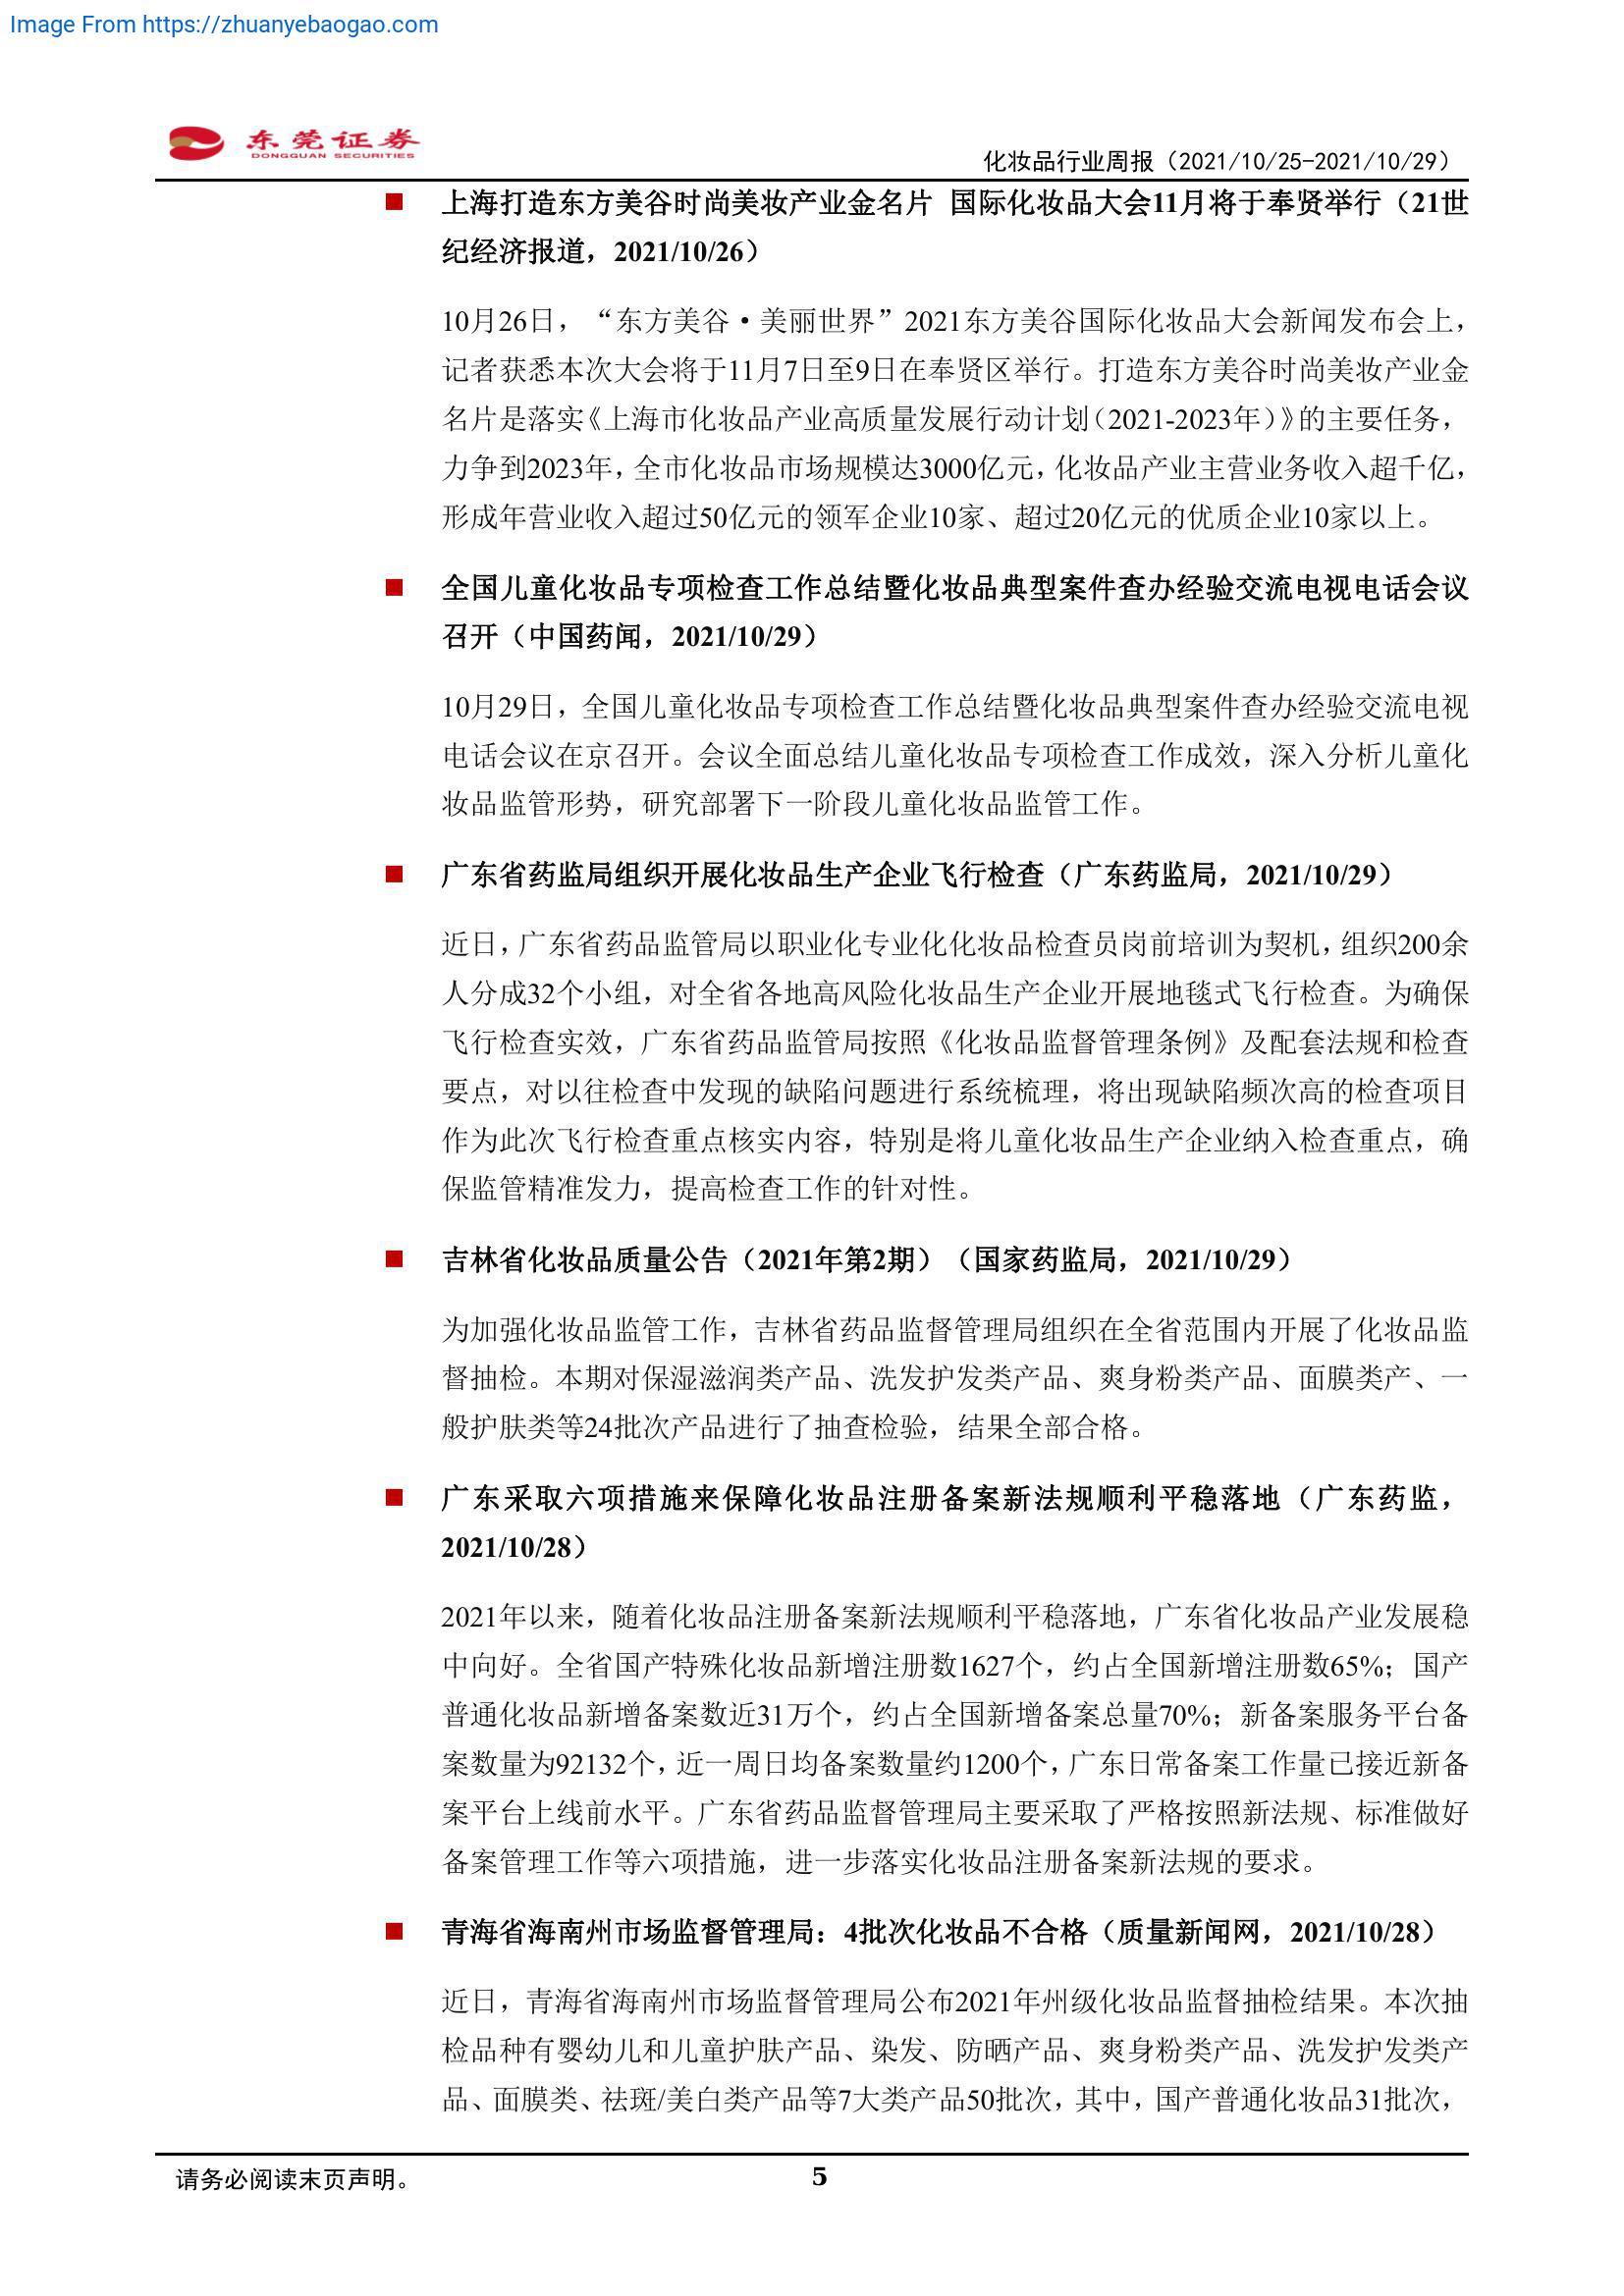 Image From https://zhuanyebaogao.com
东莞证券
DONGGUAN SECURITIES
化妆品行业周报（2021/10/25-2021/10/29）
■ 上海打造东方美谷时尚美妆产业金名片 国际化妆品大会11月将于奉贤举行（21世
纪经济报道，2021/10/26）
10月26日，“东方美谷·美丽世界”2021东方美谷国际化妆品大会新闻发布会上，
记者获悉本次大会将于11月7日至9日在奉贤区举行。打造东方美谷时尚美妆产业金
名片是落实《上海市化妆品产业高质量发展行动计划（2021-2023年）》的主要任务，
力争到2023年，全市化妆品市场规模达3000亿元，化妆品产业主营业务收入超千亿，
形成年营业收入超过50亿元的领军企业10家、超过20亿元的优质企业10家以上。
■ 全国儿童化妆品专项检查工作总结暨化妆品典型案件查办经验交流电视电话会议
召开（中国药闻，2021/10/29）
10月29日，全国儿童化妆品专项检查工作总结暨化妆品典型案件查办经验交流电视
电话会议在京召开。会议全面总结儿童化妆品专项检查工作成效，深入分析儿童化
妆品监管形势，研究部署下一阶段儿童化妆品监管工作。
■ 广东省药监局组织开展化妆品生产企业飞行检查（广东药监局，2021/10/29）
近日，广东省药品监管局以职业化专业化化妆品检查员岗前培训为契机，组织200余
人分成32个小组，对全省各地高风险化妆品生产企业开展地毯式飞行检查。为确保
飞行检查实效，广东省药品监管局按照《化妆品监督管理条例》及配套法规和检查
要点，对以往检查中发现的缺陷问题进行系统梳理，将出现缺陷频次高的检查项目
作为此次飞行检查重点核实内容，特别是将儿童化妆品生产企业纳入检查重点，确
保监管精准发力，提高检查工作的针对性。
■ 吉林省化妆品质量公告（2021年第2期）（国家药监局，2021/10/29）
为加强化妆品监管工作，吉林省药品监督管理局组织在全省范围内开展了化妆品监
督抽检。本期对保湿滋润类产品、洗发护发类产品、爽身粉类产品、面膜类产、一
般护肤类等24批次产品进行了抽查检验，结果全部合格。
■ 广东采取六项措施来保障化妆品注册备案新法规顺利平稳落地（广东药监，
2021/10/28）
2021年以来，随着化妆品注册备案新法规顺利平稳落地，广东省化妆品产业发展稳
中向好。全省国产特殊化妆品新增注册数1627个，约占全国新增注册数65%；国产
普通化妆品新增备案数近31万个，约占全国新增备案总量70%；新备案服务平台备
案数量为92132个，近一周日均备案数量约1200个，广东日常备案工作量已接近新备
案平台上线前水平。广东省药品监督管理局主要采取了严格按照新法规、标准做好
备案管理工作等六项措施，进一步落实化妆品注册备案新法规的要求。
■ 青海省海南州市场监督管理局：4批次化妆品不合格（质量新闻网，2021/10/28）
近日，青海省海南州市场监督管理局公布2021年州级化妆品监督抽检结果。本次抽
检品种有婴幼儿和儿童护肤产品、染发、防晒产品、爽身粉类产品、洗发护发类产
品、面膜类、祛斑/美白类产品等7大类产品50批次，其中，国产普通化妆品31批次，
请务必阅读末页声明。
5